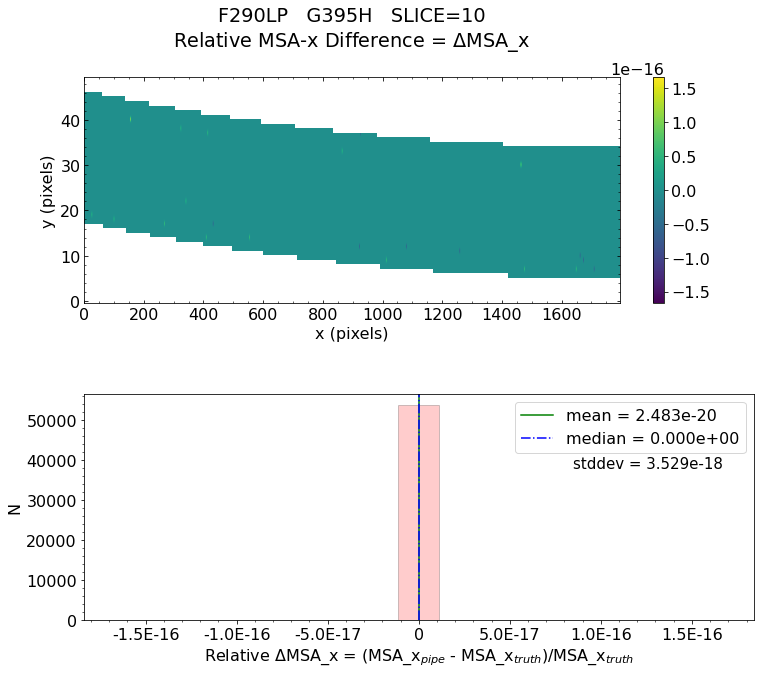 F290LP   G395H   SLICE=10
Relative MSA-x Difference = ΔMSA_x
1e−16
y (pixels)
40
30
20
10
0
0 200 400 600 800 1000 1200 1400 1600
x (pixels)
1.5
1.0
0.5
0.0
−0.5
−1.0
−1.5
N
50000
40000
30000
20000
10000
0
mean = 2.483e-20
median = 0.000e+00
stddev = 3.529e-18
-1.5E-16 -1.0E-16 -5.0E-17 0 5.0E-17 1.0E-16 1.5E-16
Relative ΔMSA_x = (MSA_x_pipe - MSA_x_truth)/MSA_x_truth